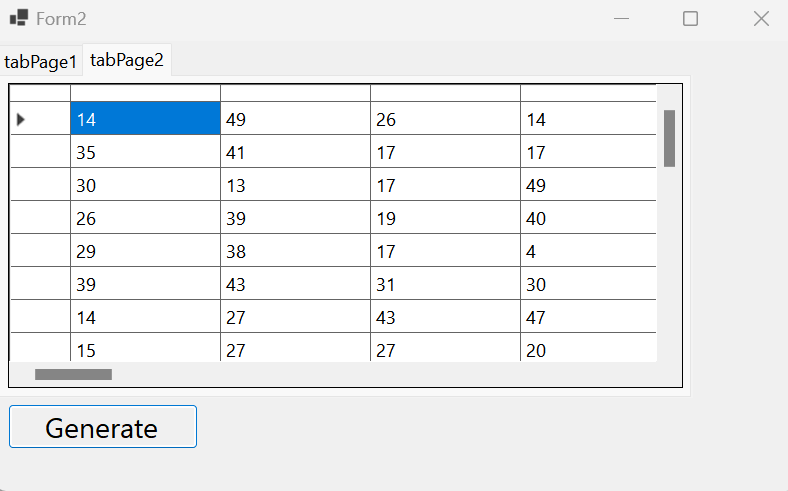 Form2
tabPage1 tabPage2
14 49 26 14
35 41 17 17
30 13 17 49
26 39 19 40
29 38 17 4
39 43 31 30
14 27 43 47
15 27 27 20
Generate